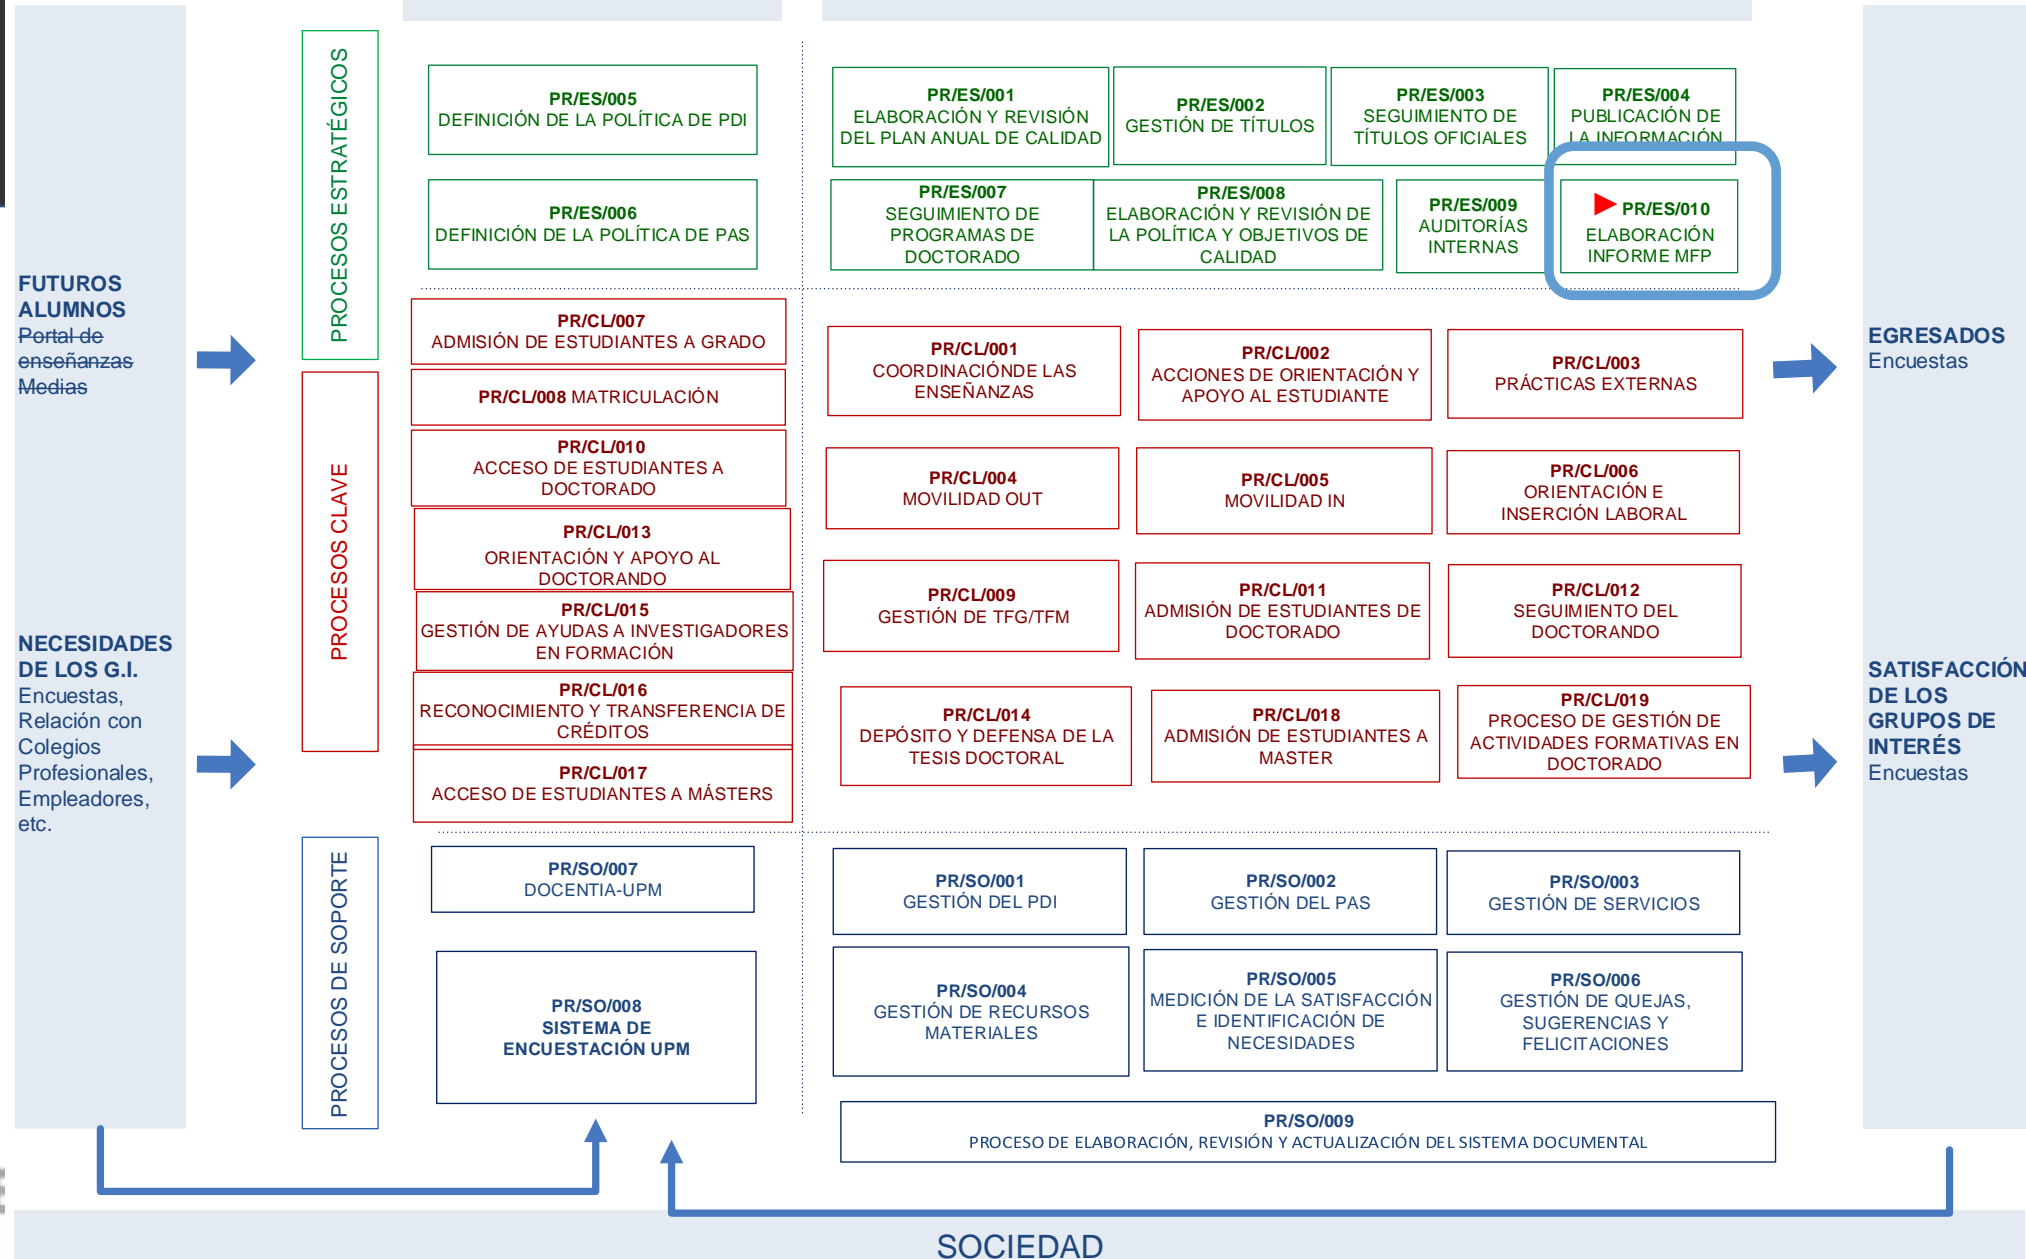 PROCESOS ESTRATÉGICOS
PR/ES/005
DEFINICIÓN DE LA POLÍTICA DE PDI
PR/ES/001
ELABORACIÓN Y REVISIÓN
DEL PLAN ANUAL DE CALIDAD
PR/ES/002
GESTIÓN DE TÍTULOS
PR/ES/003
SEGUIMIENTO DE
TÍTULOS OFICIALES
PR/ES/004
PUBLICACIÓN DE
LA INFORMACIÓN
PR/ES/006
DEFINICIÓN DE LA POLÍTICA DE PAS
PR/ES/007
SEGUIMIENTO DE
PROGRAMAS DE
DOCTORADO
PR/ES/008
ELABORACIÓN Y REVISIÓN DE
LA POLÍTICA Y OBJETIVOS DE
CALIDAD
PR/ES/009
AUDITORÍAS
INTERNAS
PR/ES/010
ELABORACIÓN
INFORME MFP
FUTUROS
ALUMNOS
Portal de
enseñanzas
Medias
NECESIDADES
DE LOS G.I.
Encuestas,
Relación con
Colegios
Profesionales,
Empleadores,
etc.
PROCESOS CLAVE
PR/CL/007
ADMISIÓN DE ESTUDIANTES A GRADO
PR/CL/008 MATRICULACIÓN
PR/CL/010
ACCESO DE ESTUDIANTES A
DOCTORADO
PR/CL/013
ORIENTACIÓN Y APOYO AL
DOCTORANDO
PR/CL/015
GESTIÓN DE AYUDAS A INVESTIGADORES
EN FORMACIÓN
PR/CL/016
RECONOCIMIENTO Y TRANSFERENCIA DE
CRÉDITOS
PR/CL/017
ACCESO DE ESTUDIANTES A MÁSTERS
PR/CL/001
COORDINACIÓNDE LAS
ENSEÑANZAS
PR/CL/002
ACCIONES DE ORIENTACIÓN Y
APOYO AL ESTUDIANTE
PR/CL/003
PRÁCTICAS EXTERNAS
PR/CL/004
MOVILIDAD OUT
PR/CL/005
MOVILIDAD IN
PR/CL/006
ORIENTACIÓN E
INSERCIÓN LABORAL
PR/CL/009
GESTIÓN DE TFG/TFM
PR/CL/011
ADMISIÓN DE ESTUDIANTES DE
DOCTORADO
PR/CL/012
SEGUIMIENTO DEL
DOCTORANDO
PR/CL/014
DEPÓSITO Y DEFENSA DE LA
TESIS DOCTORAL
PR/CL/018
ADMISIÓN DE ESTUDIANTES A
MASTER
PR/CL/019
PROCESO DE GESTIÓN DE
ACTIVIDADES FORMATIVAS EN
DOCTORADO
EGRESADOS
Encuestas
SATISFACCIÓN
DE LOS
GRUPOS DE
INTERÉS
Encuestas
PROCESOS DE SOPORTE
PR/SO/007
DOCENTIA-UPM
PR/SO/008
SISTEMA DE
ENCUESTACIÓN UPM
PR/SO/001
GESTIÓN DEL PDI
PR/SO/002
GESTIÓN DEL PAS
PR/SO/003
GESTIÓN DE SERVICIOS
PR/SO/004
GESTIÓN DE RECURSOS
MATERIALES
PR/SO/005
MEDICIÓN DE LA SATISFACCIÓN
E IDENTIFICACIÓN DE
NECESIDADES
PR/SO/006
GESTIÓN DE QUEJAS,
SUGERENCIAS Y
FELICITACIONES
PR/SO/009
PROCESO DE ELABORACIÓN, REVISIÓN Y ACTUALIZACIÓN DEL SISTEMA DOCUMENTAL
SOCIEDAD